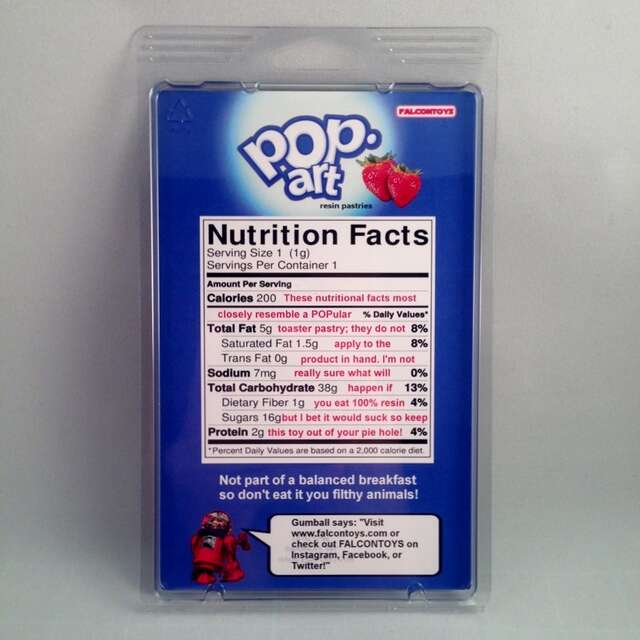 FALCONTOYS
POP.
art
resin pastries
Nutrition Facts
Serving Size 1 (1g)
Servings Per Container 1
Amount Per Serving
Calories 200 These nutritional facts most
closely resemble a POPular % Daily Values*
Total Fat 5g toaster pastry; they do not 8%
Saturated Fat 1.5g apply to the 8%
Trans Fat 0g product in hand. I'm not
Sodium 7mg really sure what will 0%
Total Carbohydrate 38g happen if 13%
Dietary Fiber 1g you eat 100% resin 4%
Sugars 16g but I bet it would suck so keep
Protein 2g this toy out of your pie hole! 4%
*Percent Daily Values are based on a 2,000 calorie diet.
Not part of a balanced breakfast
so don't eat it you filthy animals!
Gumball says: "Visit
www.falcontoys.com or
check out FALCONTOYS on
Instagram, Facebook, or
Twitter!"